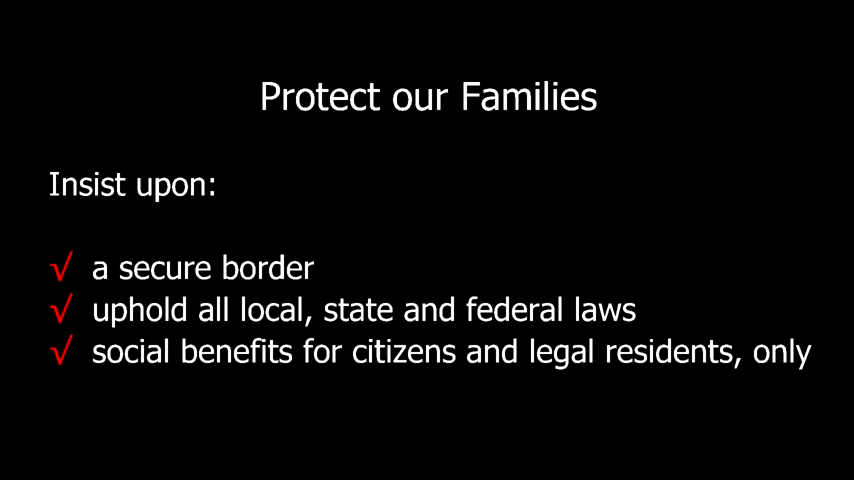 Protect our Families
Insist upon:
√ a secure border
√ uphold all local, state and federal laws
√ social benefits for citizens and legal residents, only